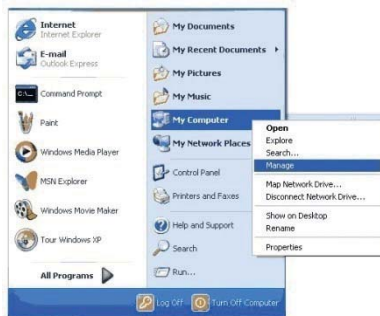 Internet
Internet Explorer
E-mail
Outlook Express
Command Prompt
Paint
Windows Media Player
MSN Explorer
Windows Movie Maker
Tour Windows XP
All Programs
My Documents
My Recent Documents
My Pictures
My Music
My Computer
My Network Places
Control Panel
Printers and Faxes
Help and Support
Search
Run...
Open
Explore
Search...
Manage
Map Network Drive...
Disconnect Network Drive...
Show on Desktop
Rename
Properties
Log Off
Turn Off Computer